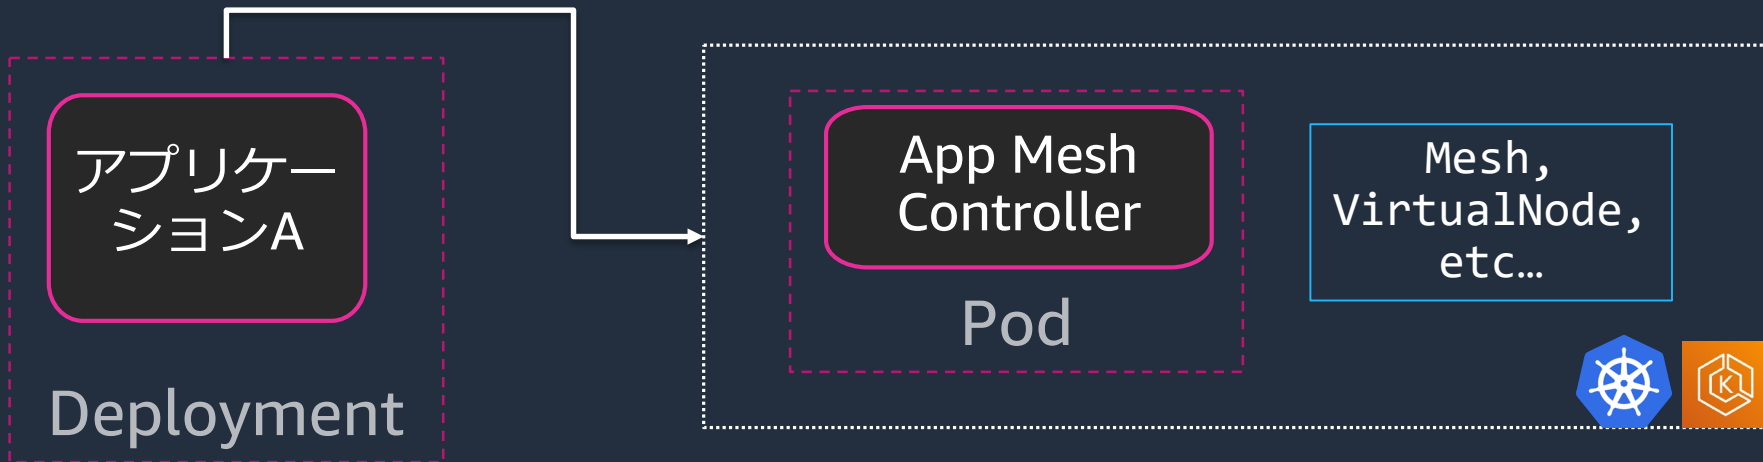 アプリケー
ションA
Deployment
App Mesh
Controller
Pod
Mesh,
VirtualNode,
etc…
K